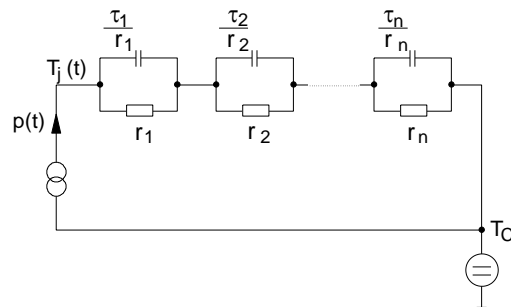 τ1/r1 τ2/r2 τn/rn
Tj (t)
p(t)
r1 r2 rn
TC